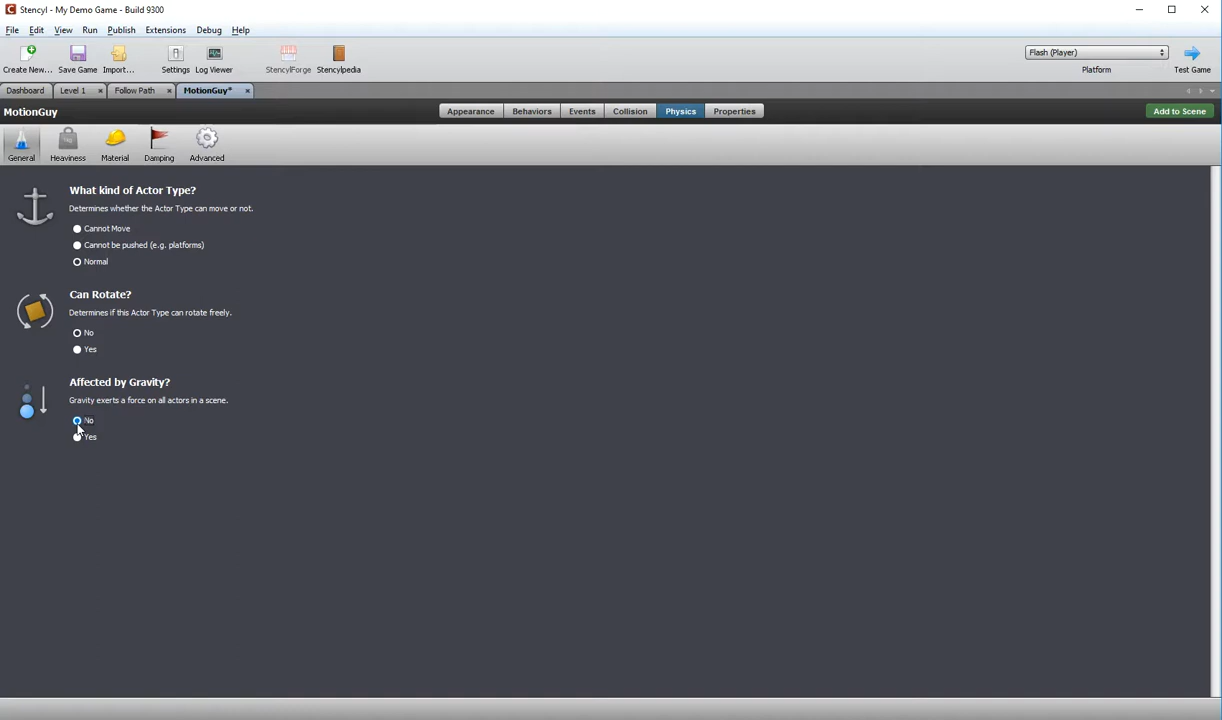 Stencyl - My Demo Game - Build 9300
File Edit View Run Publish Extensions Debug Help
Create New... Save Game Import... Settings Log Viewer StencylForge Stencylpedia
Flash (Player)
Platform
Test Game
Dashboard Level 1 Follow Path MotionGuy*
MotionGuy
Appearance Behaviors Events Collision Physics Properties
Add to Scene
General Heaviness Material Damping Advanced
What kind of Actor Type?
Determines whether the Actor Type can move or not.
Cannot Move
Cannot be pushed (e.g. platforms)
Normal
Can Rotate?
Determines if this Actor Type can rotate freely.
No
Yes
Affected by Gravity?
Gravity exerts a force on all actors in a scene.
No
Yes